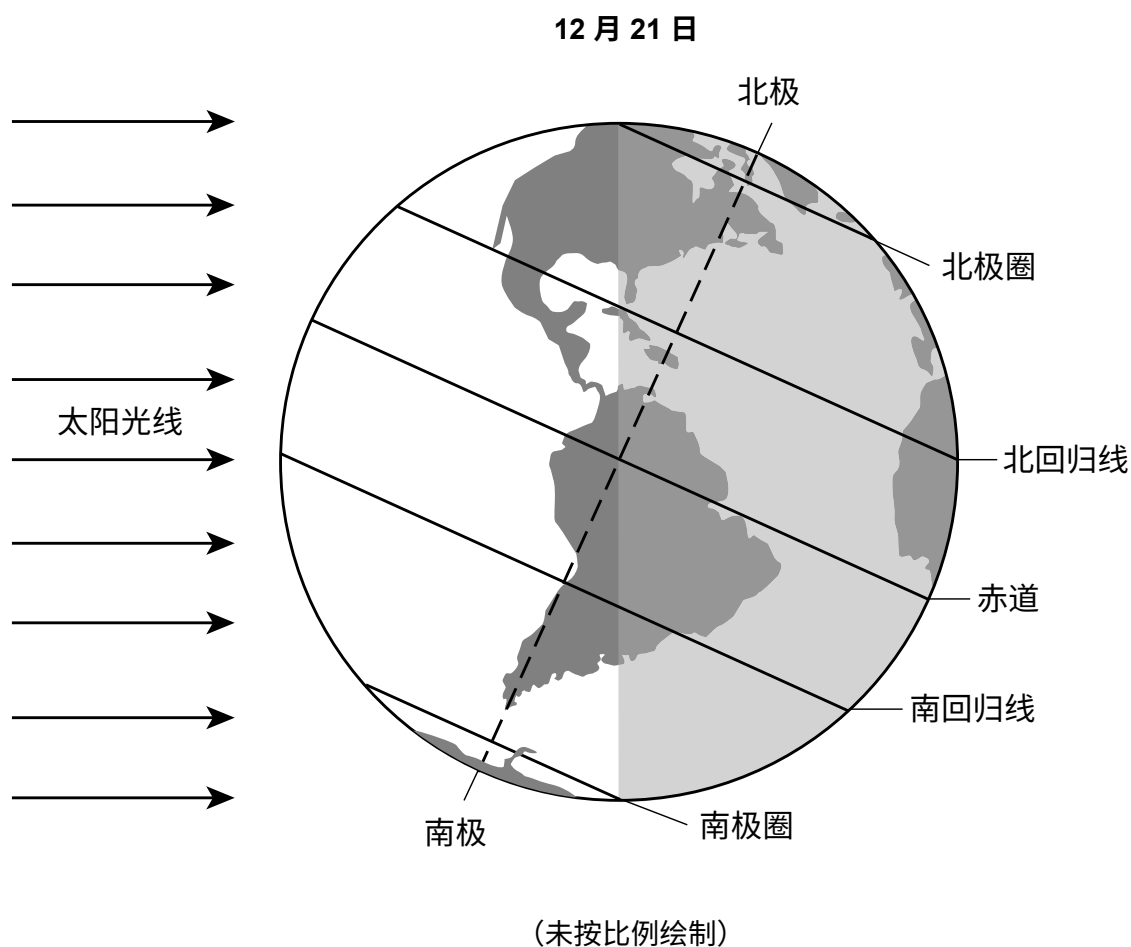 12 月 21 日
北极
北极圈
太阳光线
北回归线
赤道
南回归线
南极圈
南极
（未按比例绘制）